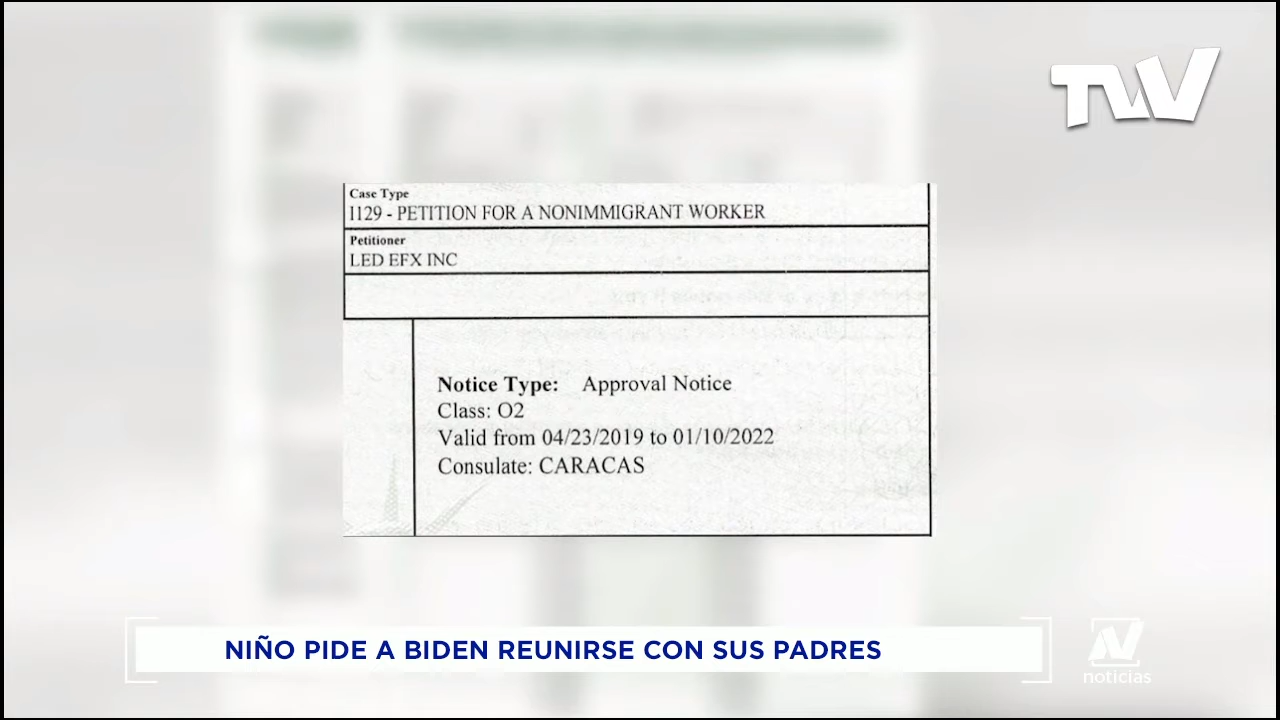 TVV
Case Type
I129 - PETITION FOR A NONIMMIGRANT WORKER
Petitioner
LED EFX INC
Notice Type: Approval Notice
Class: O2
Valid from 04/23/2019 to 01/10/2022
Consulate: CARACAS
NIÑO PIDE A BIDEN REUNIRSE CON SUS PADRES
N
noticias